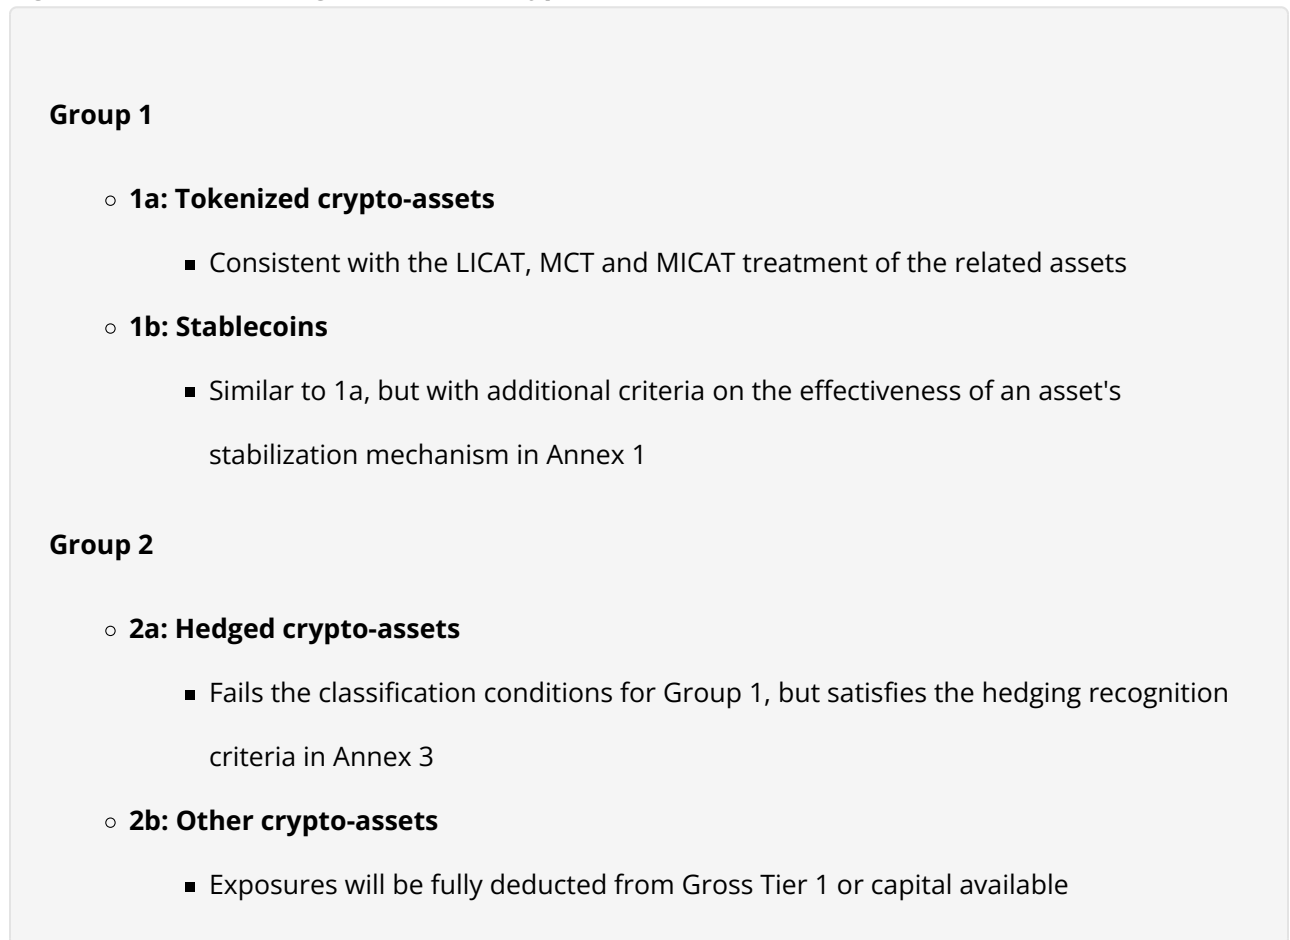 Group 1
1a: Tokenized crypto-assets
Consistent with the LICAT, MCT and MICAT treatment of the related assets
1b: Stablecoins
Similar to 1a, but with additional criteria on the effectiveness of an asset's
stabilization mechanism in Annex 1
Group 2
2a: Hedged crypto-assets
Fails the classification conditions for Group 1, but satisfies the hedging recognition
criteria in Annex 3
2b: Other crypto-assets
Exposures will be fully deducted from Gross Tier 1 or capital available